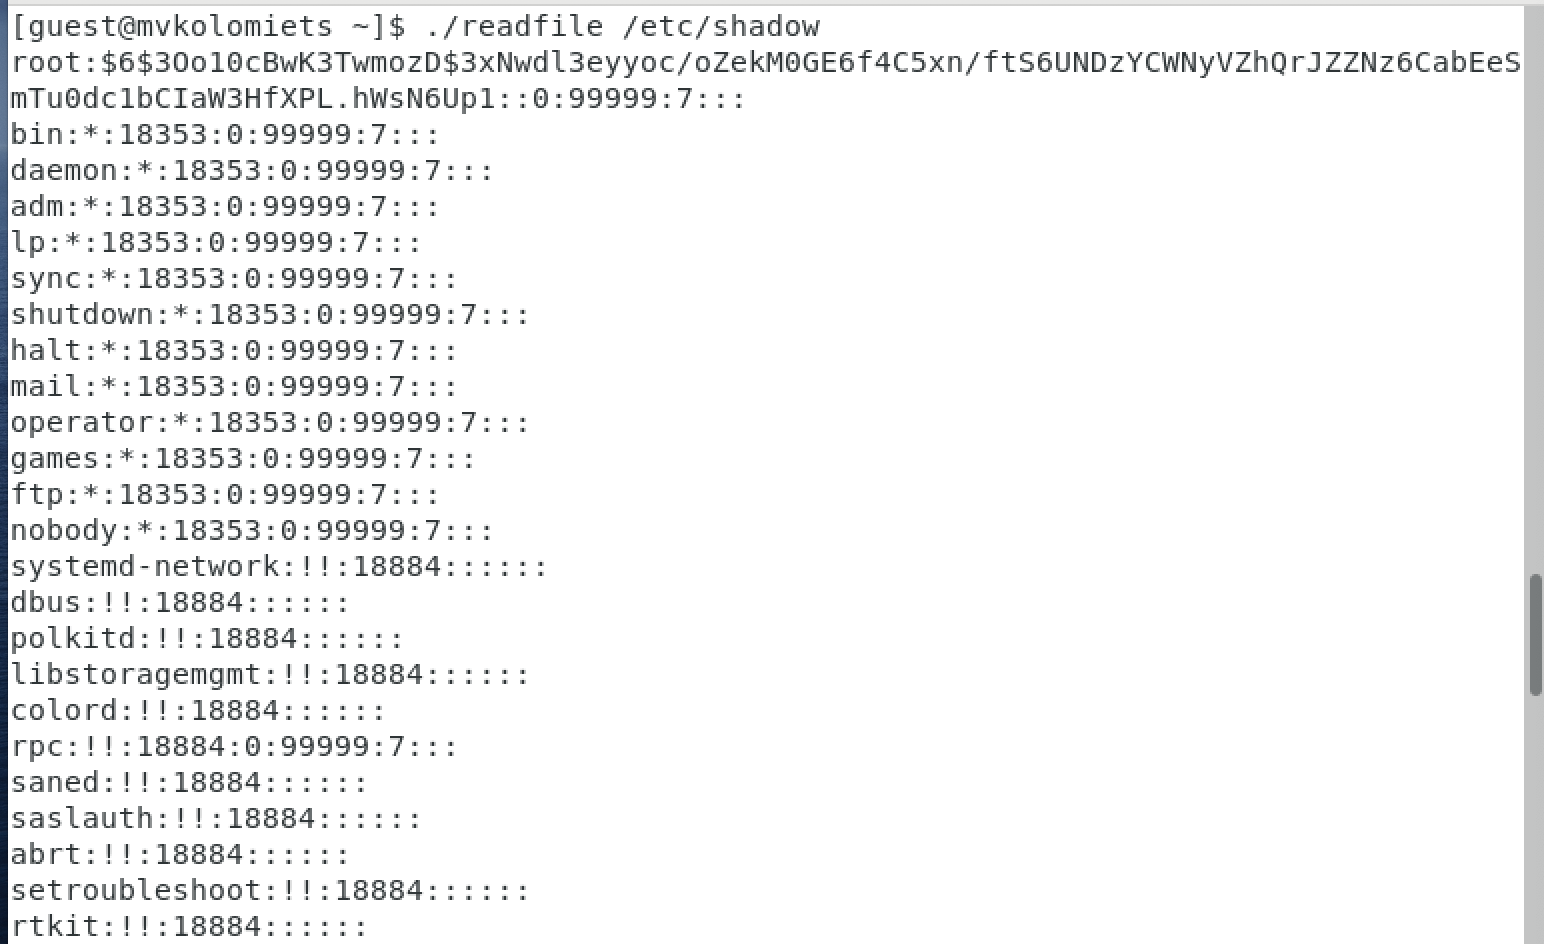 [guest@mvkolomiets ~]$ ./readfile /etc/shadow
root:$6$3Oo10cBwK3TwmozD$3xNwdl3eyyoc/oZekM0GE6f4C5xn/ftS6UNDzYCWNyVZhQrJZZNz6CabEeS
mTu0dc1bCIaW3HfXPL.hWsN6Up1::0:99999:7:::
bin:*:18353:0:99999:7:::
daemon:*:18353:0:99999:7:::
adm:*:18353:0:99999:7:::
lp:*:18353:0:99999:7:::
sync:*:18353:0:99999:7:::
shutdown:*:18353:0:99999:7:::
halt:*:18353:0:99999:7:::
mail:*:18353:0:99999:7:::
operator:*:18353:0:99999:7:::
games:*:18353:0:99999:7:::
ftp:*:18353:0:99999:7:::
nobody:*:18353:0:99999:7:::
systemd-network:!!:18884::::::
dbus:!!:18884::::::
polkitd:!!:18884::::::
libstoragemgmt:!!:18884::::::
colord:!!:18884::::::
rpc:!!:18884:0:99999:7:::
saned:!!:18884::::::
saslauth:!!:18884::::::
abrt:!!:18884::::::
setroubleshoot:!!:18884::::::
rtkit:!!:18884::::::